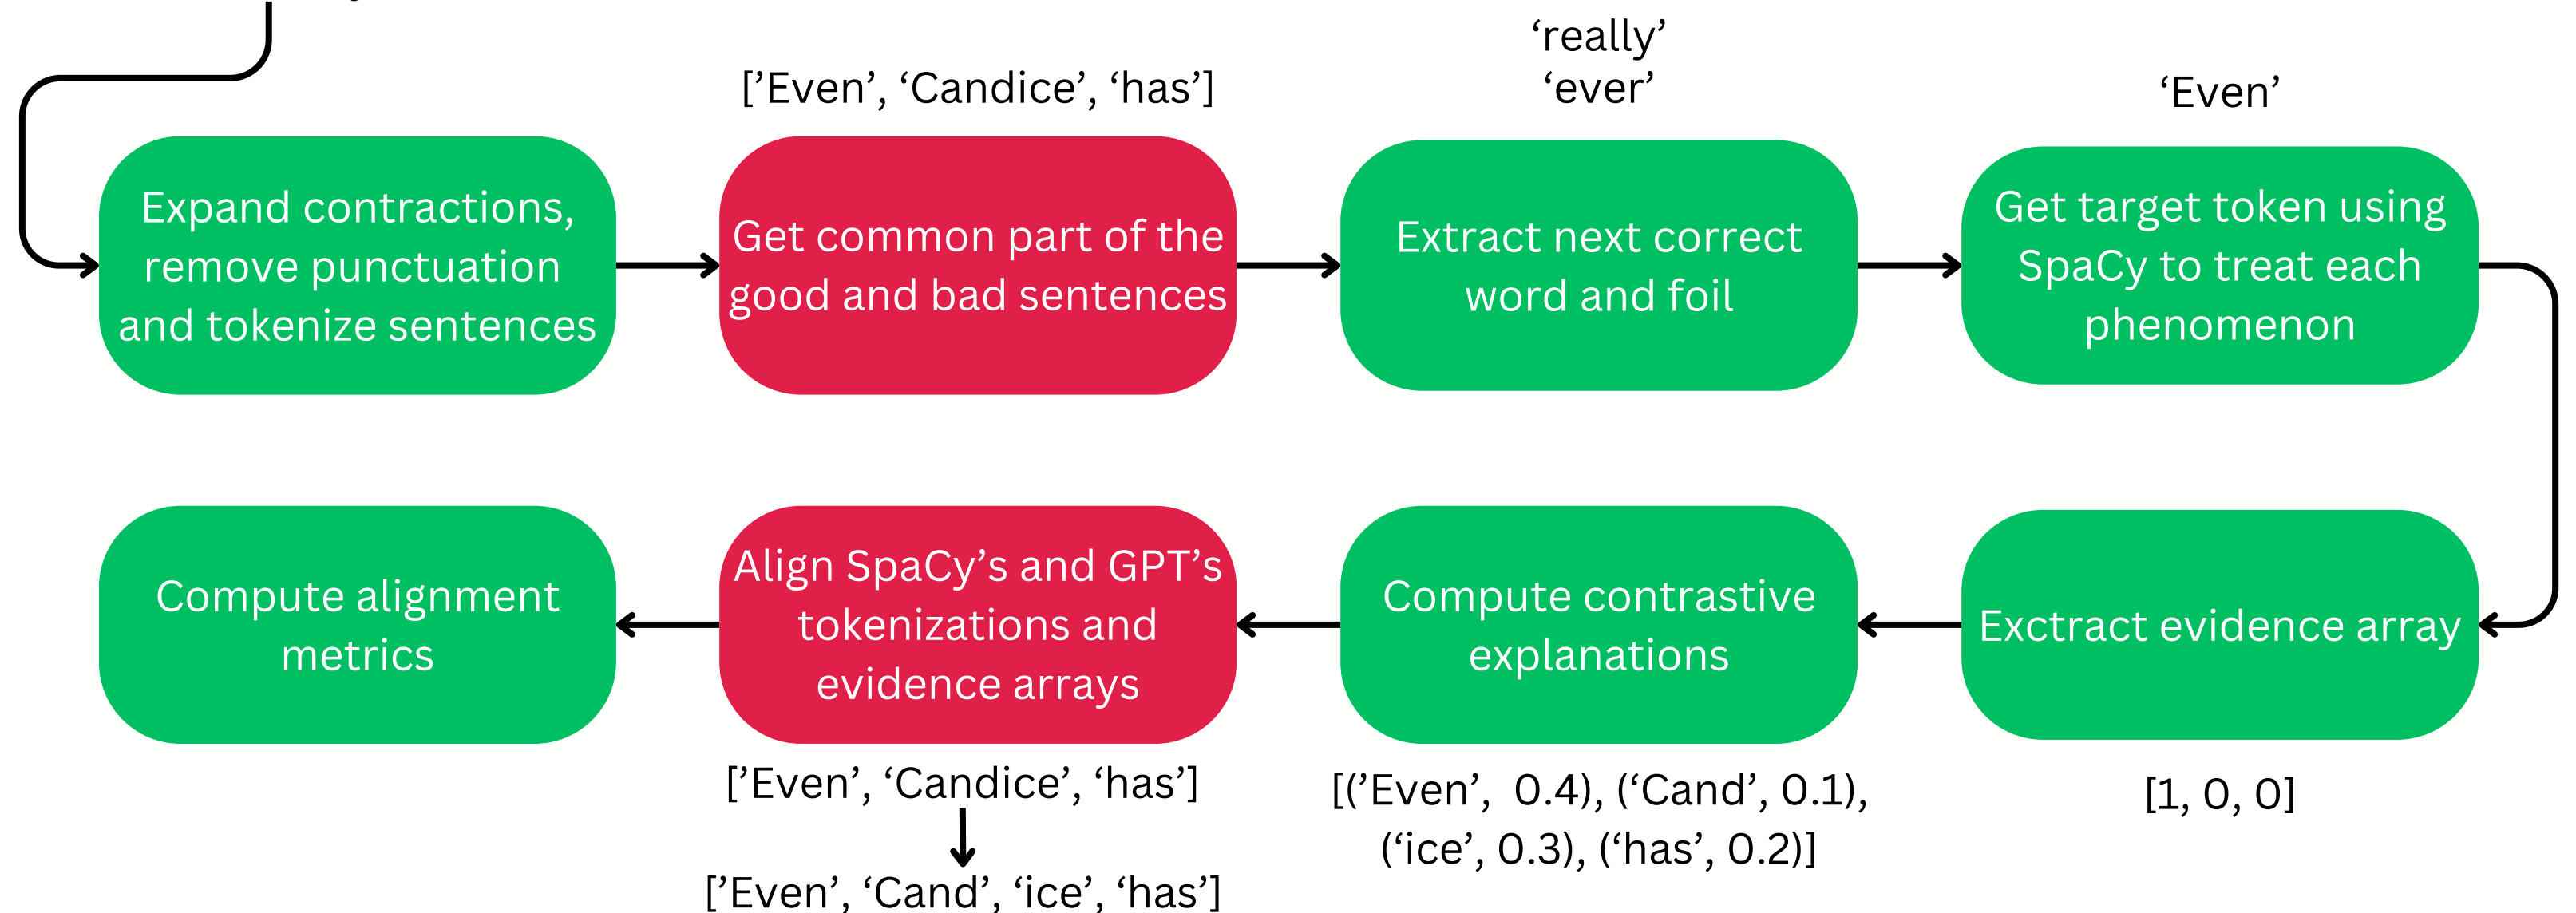 Expand contractions,
remove punctuation
and tokenize sentences
['Even', ‘Candice’, ‘has’]
Get common part of the
good and bad sentences
‘really’
‘ever’
Extract next correct
word and foil
‘Even’
Get target token using
SpaCy to treat each
phenomenon
Exctract evidence array
[1, 0, 0]
Compute contrastive
explanations
[(’Even’, 0.4), (‘Cand’, 0.1),
(‘ice’, 0.3), (‘has’, 0.2)]
Align SpaCy’s and GPT’s
tokenizations and
evidence arrays
[’Even’, ‘Candice’, ‘has’]
[’Even’, ‘Cand’, ‘ice’, ‘has’]
Compute alignment
metrics